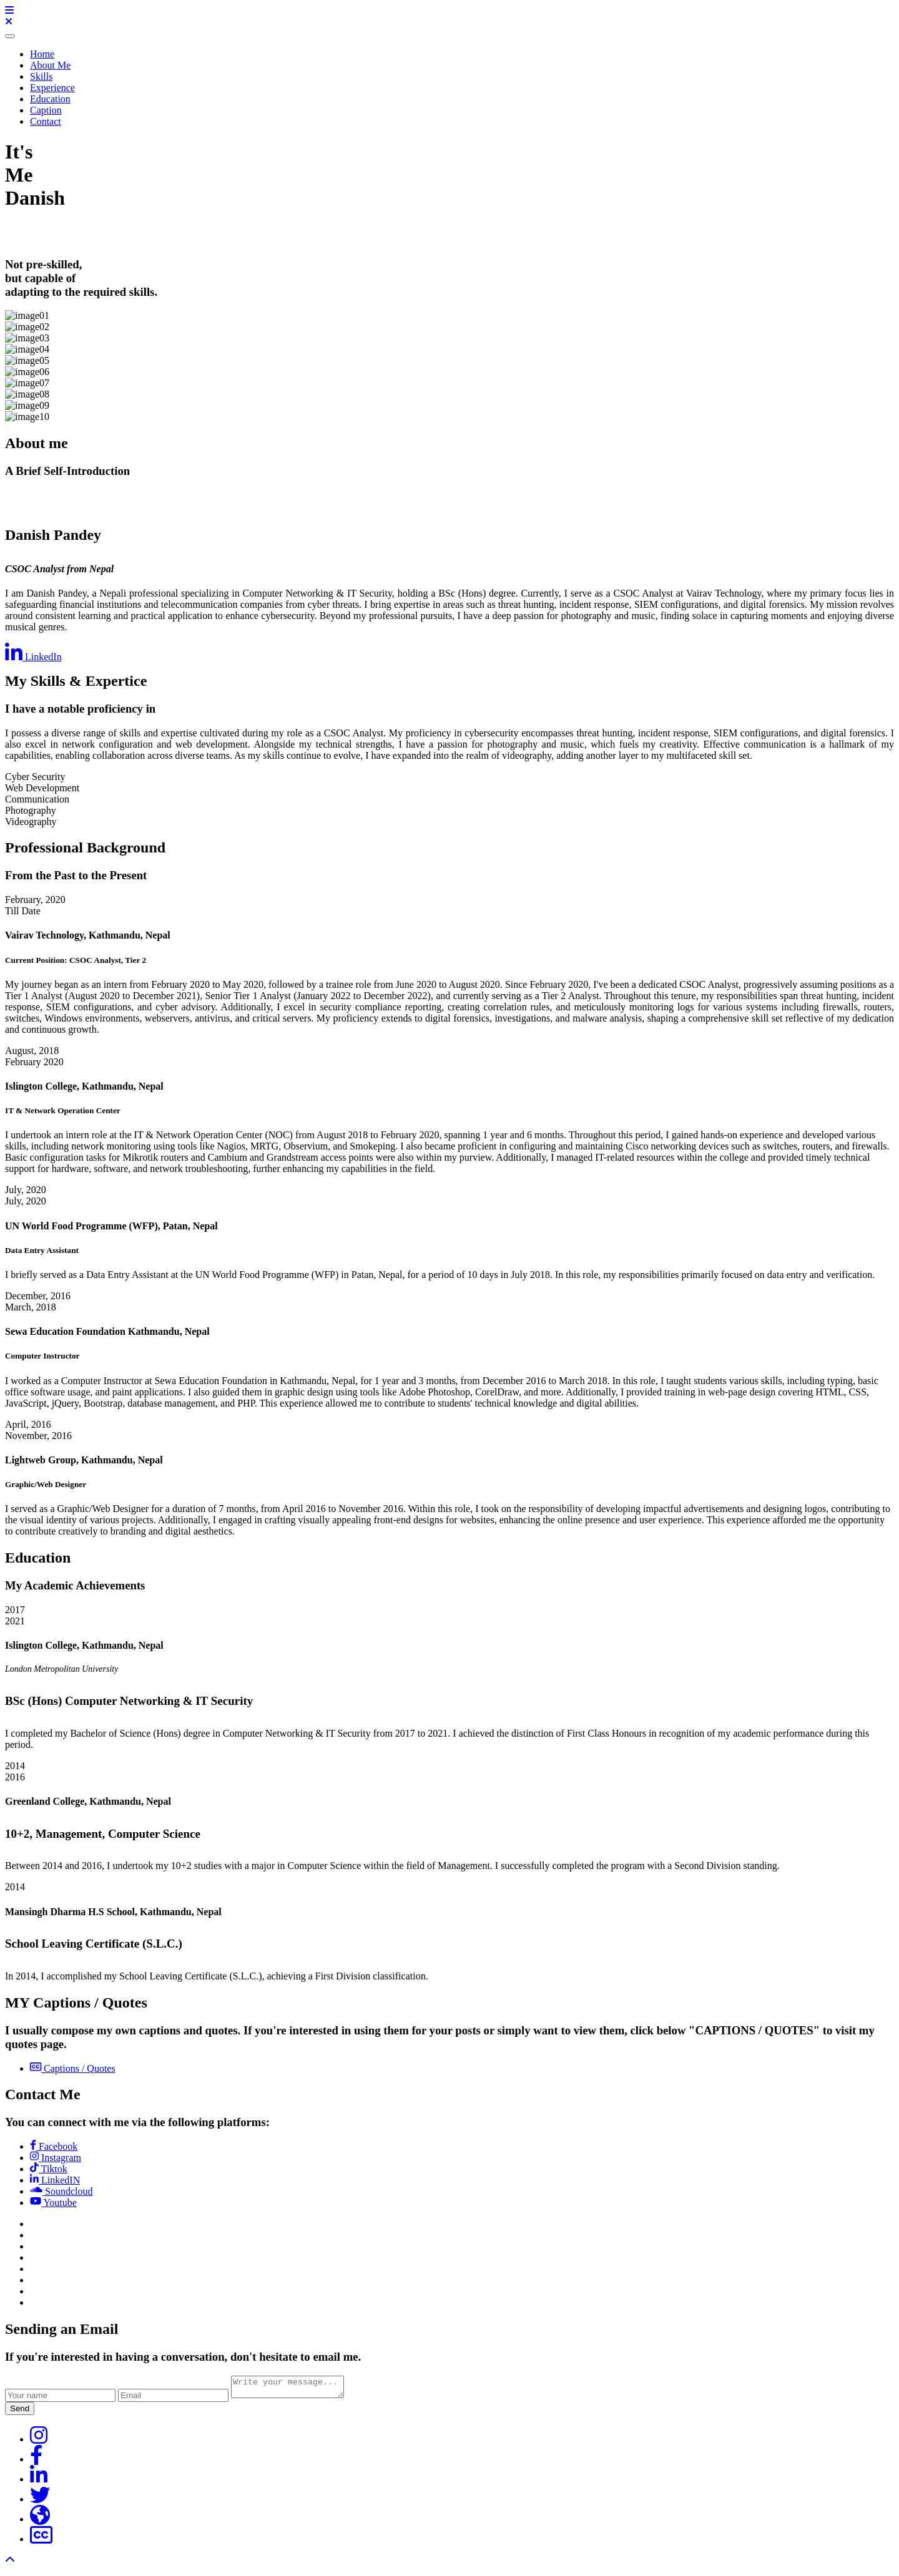 Home
About Me
Skills
Experience
Education
Caption
Contact
It's
Me
Danish
Not pre-skilled,
but capable of
adapting to the required skills.
image01
image02
image03
image04
image05
image06
image07
image08
image09
image10
About me
A Brief Self-Introduction
Danish Pandey
CSOC Analyst from Nepal
I am Danish Pandey, a Nepali professional specializing in Computer Networking & IT Security, holding a BSc (Hons) degree. Currently, I serve as a CSOC Analyst at Vairav Technology, where my primary focus lies in
safeguarding financial institutions and telecommunication companies from cyber threats. I bring expertise in areas such as threat hunting, incident response, SIEM configurations, and digital forensics. My mission revolves
around consistent learning and practical application to enhance cybersecurity. Beyond my professional pursuits, I have a deep passion for photography and music, finding solace in capturing moments and enjoying diverse
musical genres.
LinkedIn
My Skills & Expertice
I have a notable proficiency in
I possess a diverse range of skills and expertise cultivated during my role as a CSOC Analyst. My proficiency in cybersecurity encompasses threat hunting, incident response, SIEM configurations, and digital forensics. I
also excel in network configuration and web development. Alongside my technical strengths, I have a passion for photography and music, which fuels my creativity. Effective communication is a hallmark of my
capabilities, enabling collaboration across diverse teams. As my skills continue to evolve, I have expanded into the realm of videography, adding another layer to my multifaceted skill set.
Cyber Security
Web Development
Communication
Photography
Videography
Professional Background
From the Past to the Present
February, 2020
Till Date
Vairav Technology, Kathmandu, Nepal
Current Position: CSOC Analyst, Tier 2
My journey began as an intern from February 2020 to May 2020, followed by a trainee role from June 2020 to August 2020. Since February 2020, I've been a dedicated CSOC Analyst, progressively assuming positions as a
Tier 1 Analyst (August 2020 to December 2021), Senior Tier 1 Analyst (January 2022 to December 2022), and currently serving as a Tier 2 Analyst. Throughout this tenure, my responsibilities span threat hunting, incident
response, SIEM configurations, and cyber advisory. Additionally, I excel in security compliance reporting, creating correlation rules, and meticulously monitoring logs for various systems including firewalls, routers,
switches, Windows environments, webservers, antivirus, and critical servers. My proficiency extends to digital forensics, investigations, and malware analysis, shaping a comprehensive skill set reflective of my dedication
and continuous growth.
August, 2018
February 2020
Islington College, Kathmandu, Nepal
IT & Network Operation Center
I undertook an intern role at the IT & Network Operation Center (NOC) from August 2018 to February 2020, spanning 1 year and 6 months. Throughout this period, I gained hands-on experience and developed various
skills, including network monitoring using tools like Nagios, MRTG, Observium, and Smokeping. I also became proficient in configuring and maintaining Cisco networking devices such as switches, routers, and firewalls.
Basic configuration tasks for Mikrotik routers and Cambium and Grandstream access points were also within my purview. Additionally, I managed IT-related resources within the college and provided timely technical
support for hardware, software, and network troubleshooting, further enhancing my capabilities in the field.
July, 2020
July, 2020
UN World Food Programme (WFP), Patan, Nepal
Data Entry Assistant
I briefly served as a Data Entry Assistant at the UN World Food Programme (WFP) in Patan, Nepal, for a period of 10 days in July 2018. In this role, my responsibilities primarily focused on data entry and verification.
December, 2016
March, 2018
Sewa Education Foundation Kathmandu, Nepal
Computer Instructor
I worked as a Computer Instructor at Sewa Education Foundation in Kathmandu, Nepal, for 1 year and 3 months, from December 2016 to March 2018. In this role, I taught students various skills, including typing, basic
office software usage, and paint applications. I also guided them in graphic design using tools like Adobe Photoshop, CorelDraw, and more. Additionally, I provided training in web-page design covering HTML, CSS,
JavaScript, jQuery, Bootstrap, database management, and PHP. This experience allowed me to contribute to students' technical knowledge and digital abilities.
April, 2016
November, 2016
Lightweb Group, Kathmandu, Nepal
Graphic/Web Designer
I served as a Graphic/Web Designer for a duration of 7 months, from April 2016 to November 2016. Within this role, I took on the responsibility of developing impactful advertisements and designing logos, contributing to
the visual identity of various projects. Additionally, I engaged in crafting visually appealing front-end designs for websites, enhancing the online presence and user experience. This experience afforded me the opportunity
to contribute creatively to branding and digital aesthetics.
Education
My Academic Achievements
2017
2021
Islington College, Kathmandu, Nepal
London Metropolitan University
BSc (Hons) Computer Networking & IT Security
I completed my Bachelor of Science (Hons) degree in Computer Networking & IT Security from 2017 to 2021. I achieved the distinction of First Class Honours in recognition of my academic performance during this
period.
2014
2016
Greenland College, Kathmandu, Nepal
10+2, Management, Computer Science
Between 2014 and 2016, I undertook my 10+2 studies with a major in Computer Science within the field of Management. I successfully completed the program with a Second Division standing.
2014
Mansingh Dharma H.S School, Kathmandu, Nepal
School Leaving Certificate (S.L.C.)
In 2014, I accomplished my School Leaving Certificate (S.L.C.), achieving a First Division classification.
MY Captions / Quotes
I usually compose my own captions and quotes. If you're interested in using them for your posts or simply want to view them, click below "CAPTIONS / QUOTES" to visit my
quotes page.
Captions / Quotes
Contact Me
You can connect with me via the following platforms:
Facebook
Instagram
Tiktok
LinkedIN
Soundcloud
Youtube
Sending an Email
If you're interested in having a conversation, don't hesitate to email me.
Your name Email Write your message...
Send